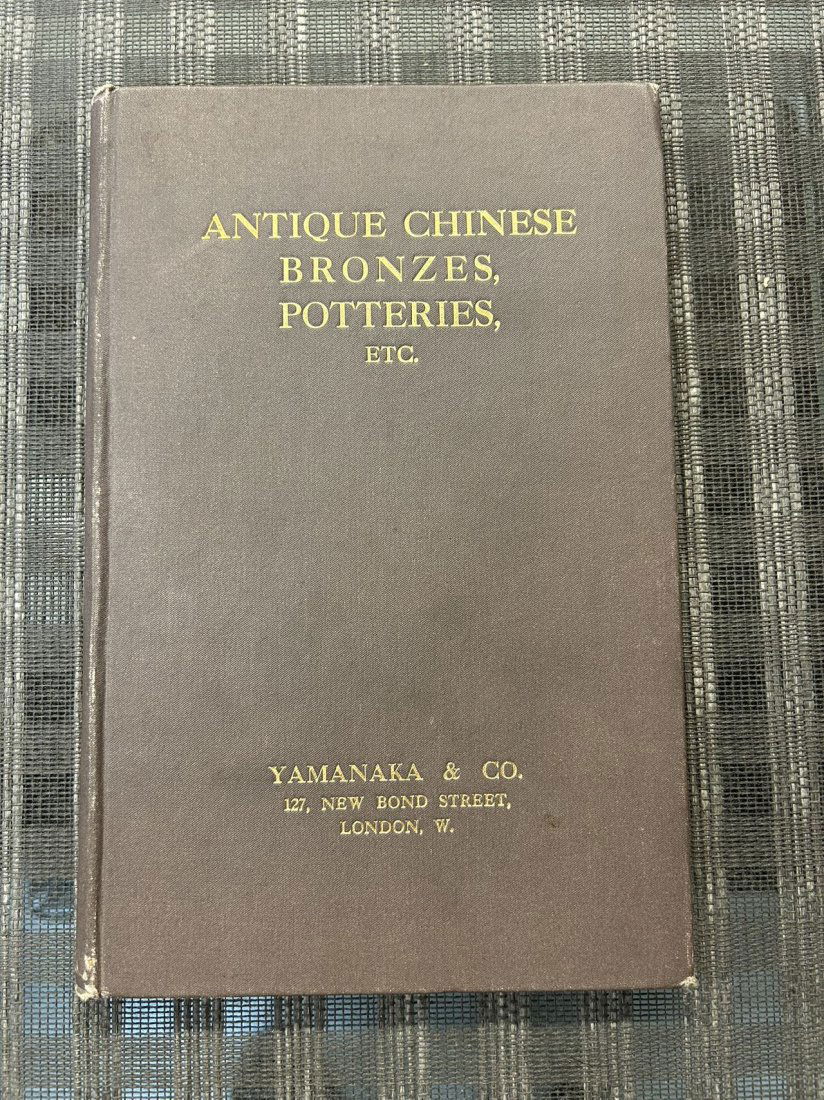 ANTIQUE CHINESE
BRONZES,
POTTERIES,
ETC.
YAMANAKA & CO.
127, NEW BOND STREET,
LONDON, W.